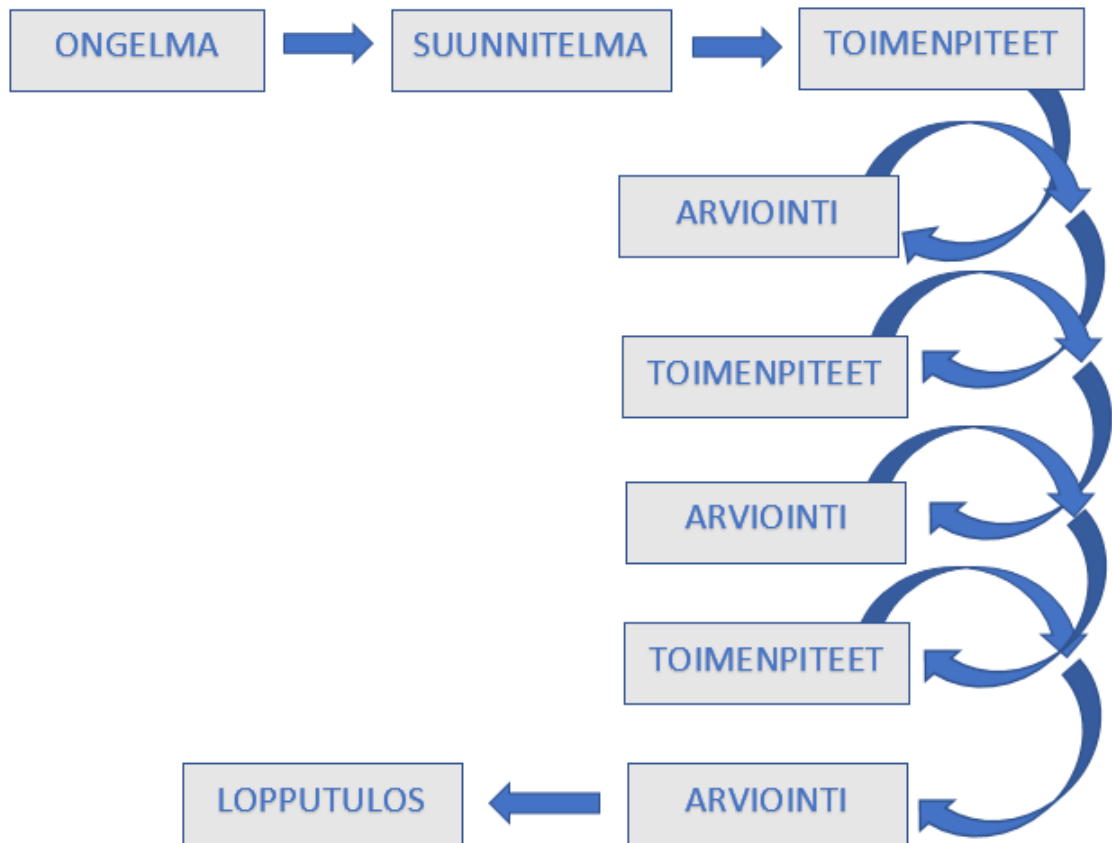 ONGELMA
SUUNNITELMA
TOIMENPITEET
ARVIOINTI
TOIMENPITEET
ARVIOINTI
TOIMENPITEET
ARVIOINTI
LOPPUTULOS